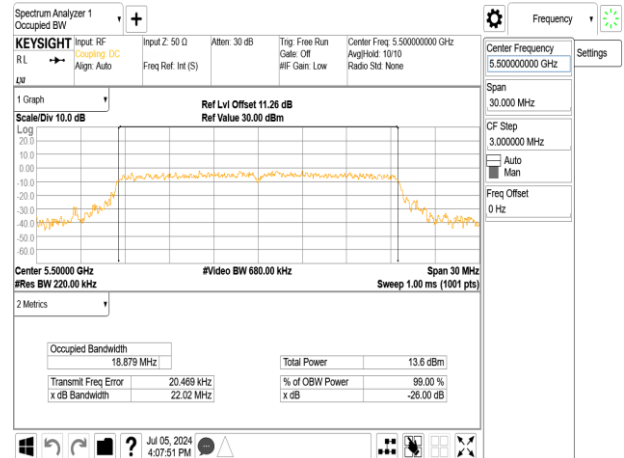 Spectrum Analyzer 1
Occupied BW
Frequency
KEYSIGHT
Input: RF
Coupling: DC
Align: Auto
Input Z: 50 Ω
Freq Ref: Int (S)
Atten: 30 dB
Trig: Free Run
Gate: Off
#IF Gain: Low
Center Freq: 5.500000000 GHz
Avg|Hold: 10/10
Radio Std: None
R L
LXI
Center Frequency
5.500000000 GHz
Settings
Span
30.000 MHz
CF Step
3.000000 MHz
Auto
Man
Freq Offset
0 Hz
1 Graph
Ref Lvl Offset 11.26 dB
Scale/Div 10.0 dB
Ref Value 30.00 dBm
Log
20.0
10.0
0.00
-10.0
-20.0
-30.0
-40.0
-50.0
-60.0
Center 5.50000 GHz
#Video BW 680.00 kHz
Span 30 MHz
#Res BW 220.00 kHz
Sweep 1.00 ms (1001 pts)
2 Metrics
Occupied Bandwidth
18.879 MHz
Total Power 13.6 dBm
Transmit Freq Error 20.469 kHz
% of OBW Power 99.00 %
x dB Bandwidth 22.02 MHz
x dB -26.00 dB
?
Jul 05, 2024
4:07:51 PM